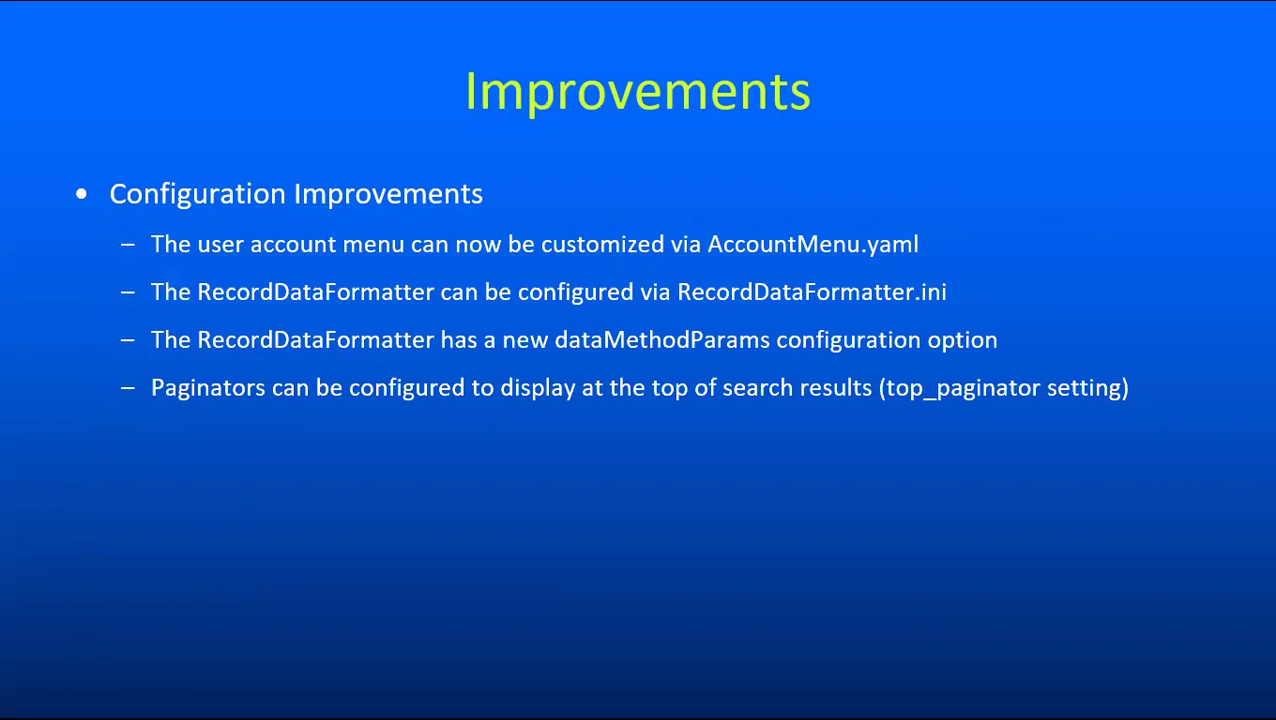 Improvements
• Configuration Improvements
– The user account menu can now be customized via AccountMenu.yaml
– The RecordDataFormatter can be configured via RecordDataFormatter.ini
– The RecordDataFormatter has a new dataMethodParams configuration option
– Paginators can be configured to display at the top of search results (top_paginator setting)